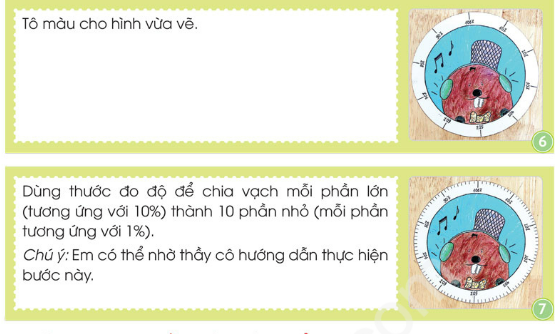 Tô màu cho hình vừa vẽ.
6
Dùng thước đo độ để chia vạch mỗi phần lớn
(tương ứng với 10%) thành 10 phần nhỏ (mỗi phần
tương ứng với 1%).
Chú ý: Em có thể nhờ thầy cô hướng dẫn thực hiện
bước này.
7